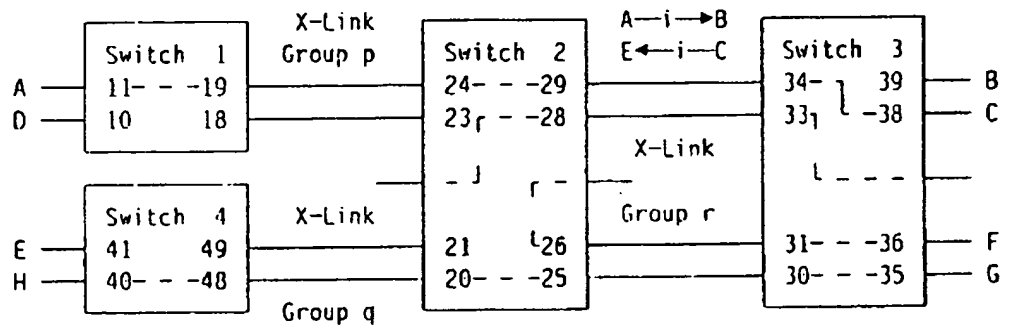 X-Link
Group p
A—i—►B
E◄—i—C
Switch 1
Switch 2
Switch 3
A
11- - -19
24- - -29
34- 39
B
D
10 18
23 - -28
33 -38
C
X-Link
Switch 4
X-Link
Group r
E
41 49
21 26
31- - -36
F
H
40- - -48
20- - -25
30- - -35
G
Group q